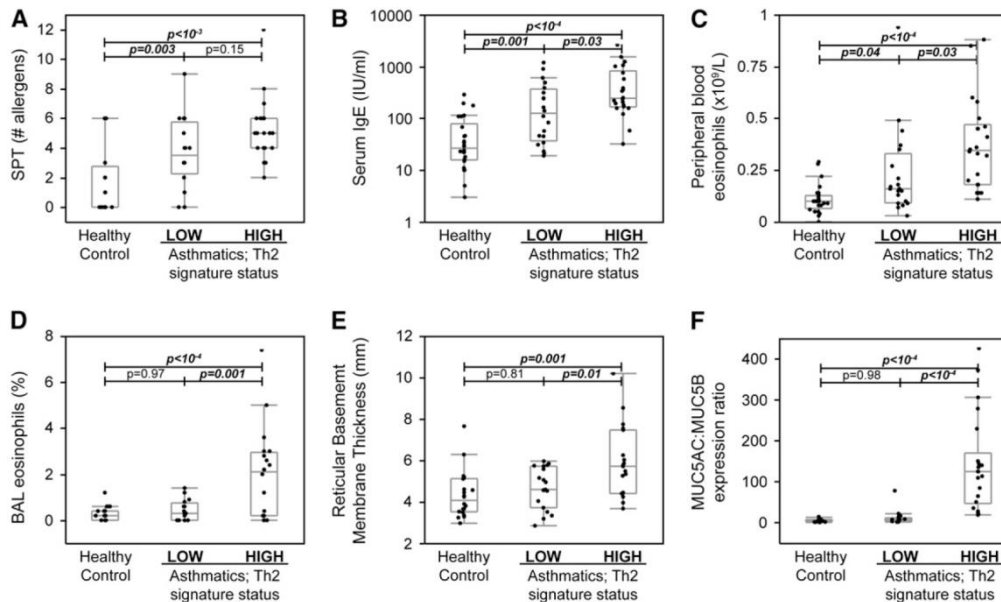 A
SPT (# allergens)
12
10
8
6
4
2
0
p<10-3
p=0.003
p=0.15
Healthy
Control
LOW
HIGH
Asthmatics; Th2
signature status
B
Serum IgE (IU/ml)
10000
1000
100
10
1
p<10-4
p=0.001
p=0.03
Healthy
Control
LOW
HIGH
Asthmatics; Th2
signature status
C
Peripheral blood
eosinophils (x10⁹/L)
1
0.75
0.5
0.25
0
p<10-4
p=0.04
p=0.03
Healthy
Control
LOW
HIGH
Asthmatics; Th2
signature status
D
BAL eosinophils (%)
8
6
4
2
0
p<10-4
p=0.97
p=0.001
Healthy
Control
LOW
HIGH
Asthmatics; Th2
signature status
E
Reticular Basememt
Membrane Thickness (mm)
12
10
8
6
4
2
p=0.001
p=0.81
p=0.01
Healthy
Control
LOW
HIGH
Asthmatics; Th2
signature status
F
MUC5AC:MUC5B
expression ratio
400
300
200
100
0
p<10-4
p=0.98
p<10-4
Healthy
Control
LOW
HIGH
Asthmatics; Th2
signature status